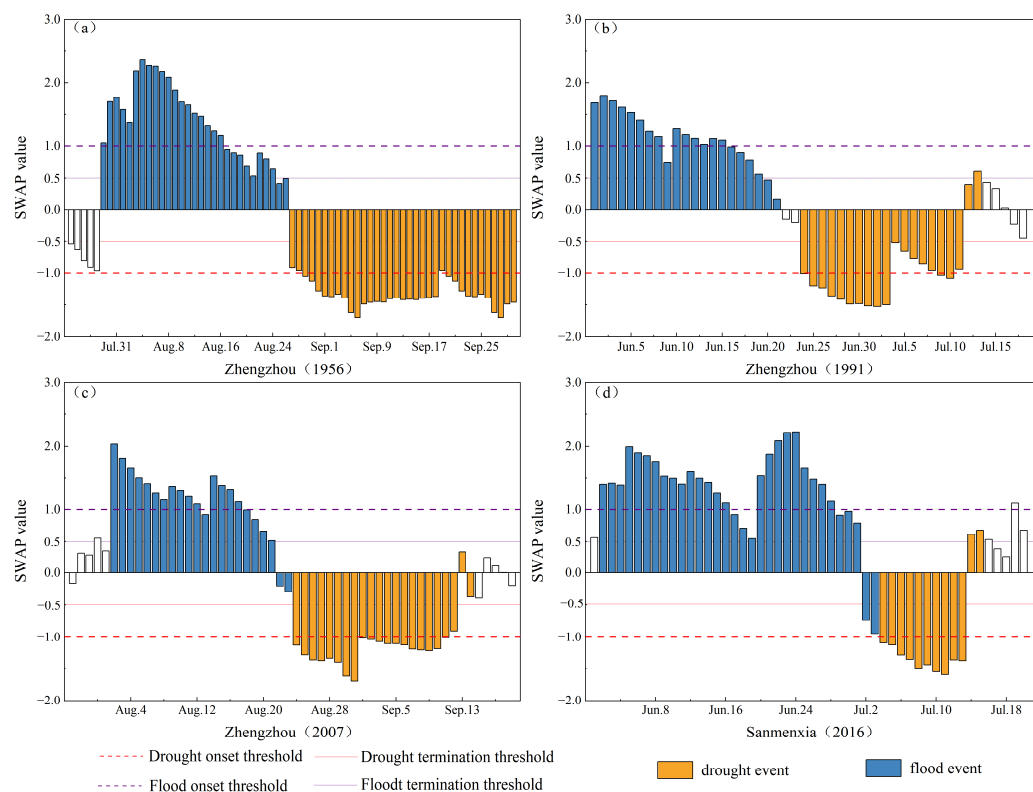 (a)
3.0
2.0
1.0
0.5
0.0
−0.5
−1.0
−2.0
SWAP value
Jul.31 Aug.8 Aug.16 Aug.24 Sep.1 Sep.9 Sep.17 Sep.25
Zhengzhou（1956）
(b)
3.0
2.0
1.0
0.5
0.0
−0.5
−1.0
−2.0
SWAP value
Jun.5 Jun.10 Jun.15 Jun.20 Jun.25 Jun.30 Jul.5 Jul.10 Jul.15
Zhengzhou（1991）
(c)
3.0
2.0
1.0
0.5
0.0
−0.5
−1.0
−2.0
SWAP value
Aug.4 Aug.12 Aug.20 Aug.28 Sep.5 Sep.13
Zhengzhou（2007）
(d)
3.0
2.0
1.0
0.5
0.0
−0.5
−1.0
−2.0
SWAP value
Jun.8 Jun.16 Jun.24 Jul.2 Jul.10 Jul.18
Sanmenxia（2016）
Drought onset threshold
Drought termination threshold
Flood onset threshold
Floodt termination threshold
drought event
flood event